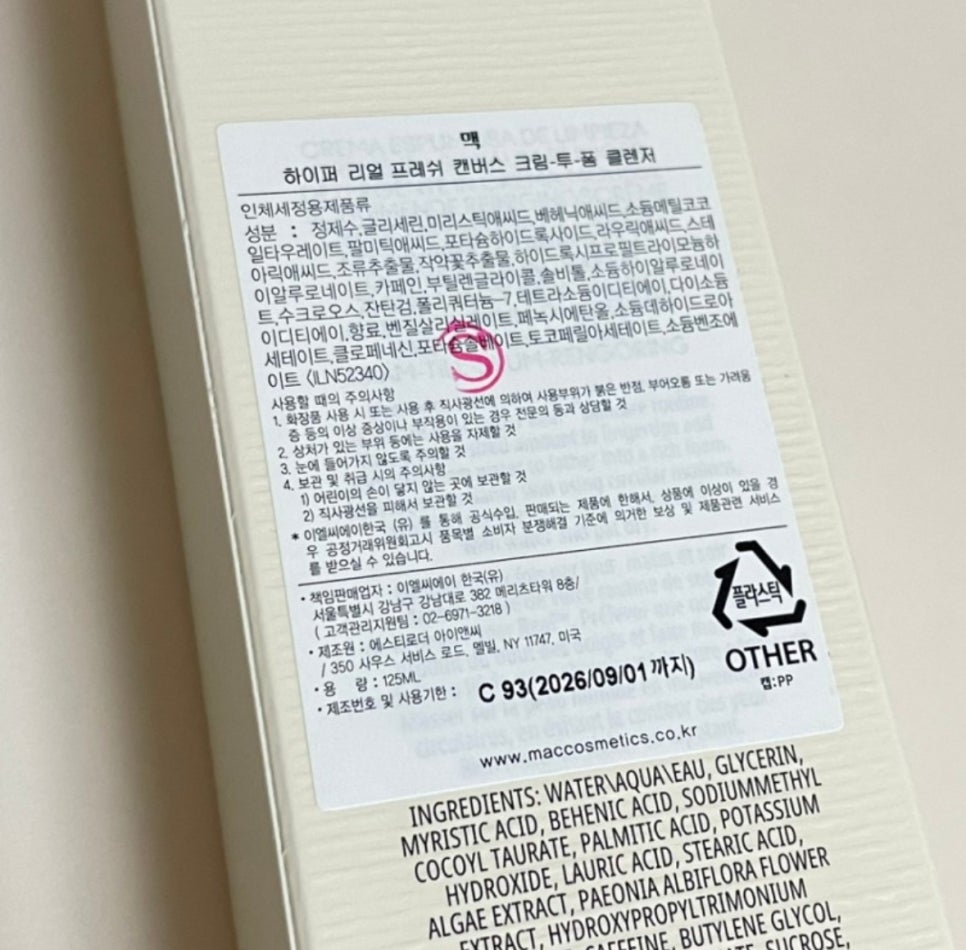 맥
하이퍼 리얼 프레쉬 캔버스 크림-투-폼 클렌저
인체세정용제품류
성분 : 정제수,글리세린,미리스틱애씨드,베헤닉애씨드,소듐메틸코코
일타우레이트,팔미틱애씨드,포타슘하이드록사이드,라우릭애씨드,스테
아릭애씨드,조류추출물,작약꽃추출물,하이드록시프로필트라이모늄하
이알루로네이트,카페인,부틸렌글라이콜,솔비톨,소듐하이알루로네이
트,수크로오스,잔탄검,폴리쿼터늄-7,테트라소듐이디티에이,다이소듐
이디티에이,향료,벤질살리실레이트,페녹시에탄올,소듐데하이드로아
세테이트,클로페네신,포타슘솔베이트,토코페릴아세테이트,소듐벤조에
이트 <ILN52340>
S
사용할 때의 주의사항
1. 화장품 사용 시 또는 사용 후 직사광선에 의하여 사용부위가 붉은 반점, 부어오름 또는 가려움
증 등의 이상 증상이나 부작용이 있는 경우 전문의 등과 상담할 것
2. 상처가 있는 부위 등에는 사용을 자제할 것
3. 눈에 들어가지 않도록 주의할 것
4. 보관 및 취급 시의 주의사항
1) 어린이의 손이 닿지 않는 곳에 보관할 것
2) 직사광선을 피해서 보관할 것
* 이엘씨에이한국 (유) 를 통해 공식수입, 판매되는 제품에 한해서, 상품에 이상이 있을 경
우 공정거래위원회고시 품목별 소비자 분쟁해결 기준에 의거한 보상 및 제품관련 서비스
를 받으실 수 있습니다.
• 책임판매업자 : 이엘씨에이 한국(유)
서울특별시 강남구 강남대로 382 메리츠타워 8층/
( 고객관리지원팀 : 02-6971-3218 )
• 제조원 : 에스티로더 아이앤씨
/ 350 사우스 서비스 로드, 멜빌, NY 11747, 미국
• 용 량 : 125ML
• 제조번호 및 사용기한 : C 93(2026/09/01 까지)
플라스틱
OTHER
캡:PP
www.maccosmetics.co.kr
INGREDIENTS: WATER\AQUA\EAU, GLYCERIN,
MYRISTIC ACID, BEHENIC ACID, SODIUMMETHYL
COCOYL TAURATE, PALMITIC ACID, POTASSIUM
HYDROXIDE, LAURIC ACID, STEARIC ACID,
ALGAE EXTRACT, PAEONIA ALBIFLORA FLOWER
EXTRACT, HYDROXYPROPYLTRIMONIUM
CAFFEINE, BUTYLENE GLYCOL,
SUCROSE